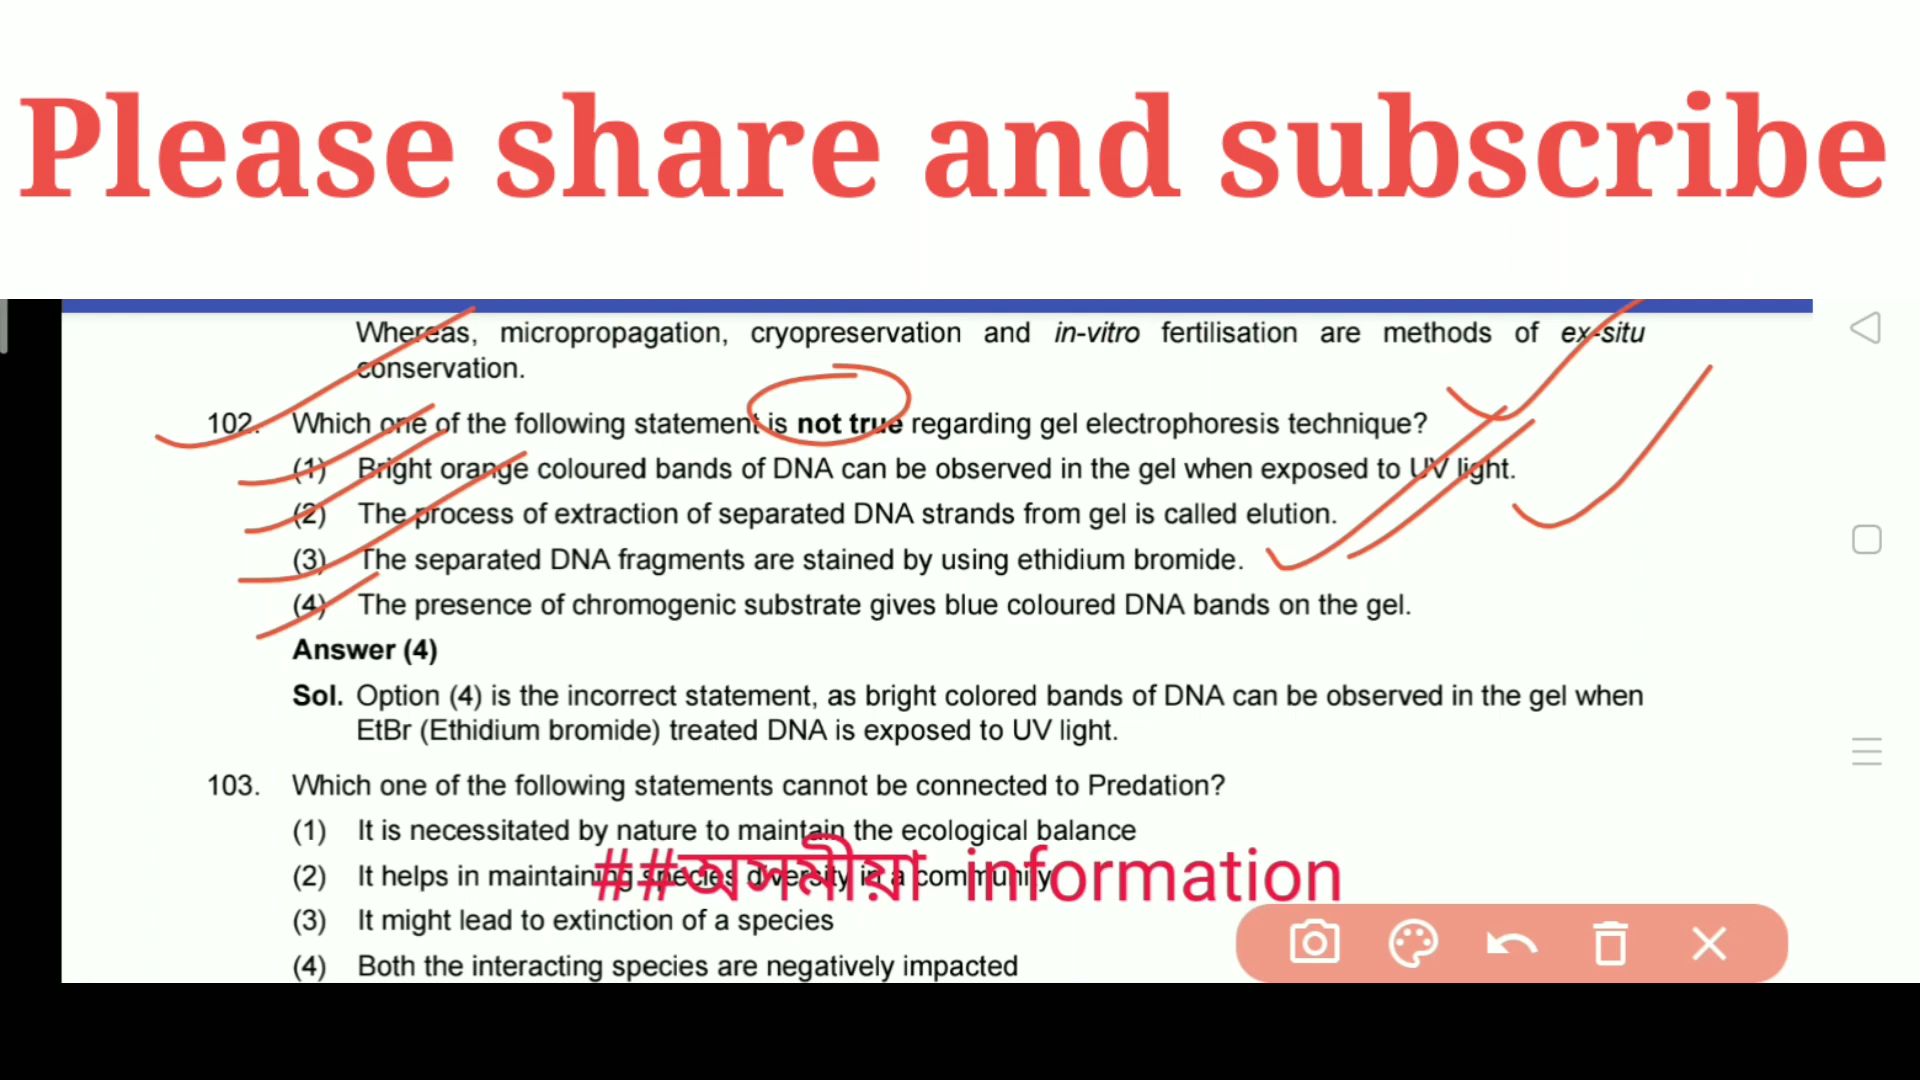 Please share and subscribe
Whereas, micropropagation, cryopreservation and in-vitro fertilisation are methods of ex-situ
conservation.
102. Which one of the following statement is not true regarding gel electrophoresis technique?
(1) Bright orange coloured bands of DNA can be observed in the gel when exposed to UV light.
(2) The process of extraction of separated DNA strands from gel is called elution.
(3) The separated DNA fragments are stained by using ethidium bromide.
(4) The presence of chromogenic substrate gives blue coloured DNA bands on the gel.
Answer (4)
Sol. Option (4) is the incorrect statement, as bright colored bands of DNA can be observed in the gel when
EtBr (Ethidium bromide) treated DNA is exposed to UV light.
103. Which one of the following statements cannot be connected to Predation?
(1) It is necessitated by nature to maintain the ecological balance
(2) It helps in maintaining species diversity in a community
##অসমীয়া information
(3) It might lead to extinction of a species
(4) Both the interacting species are negatively impacted